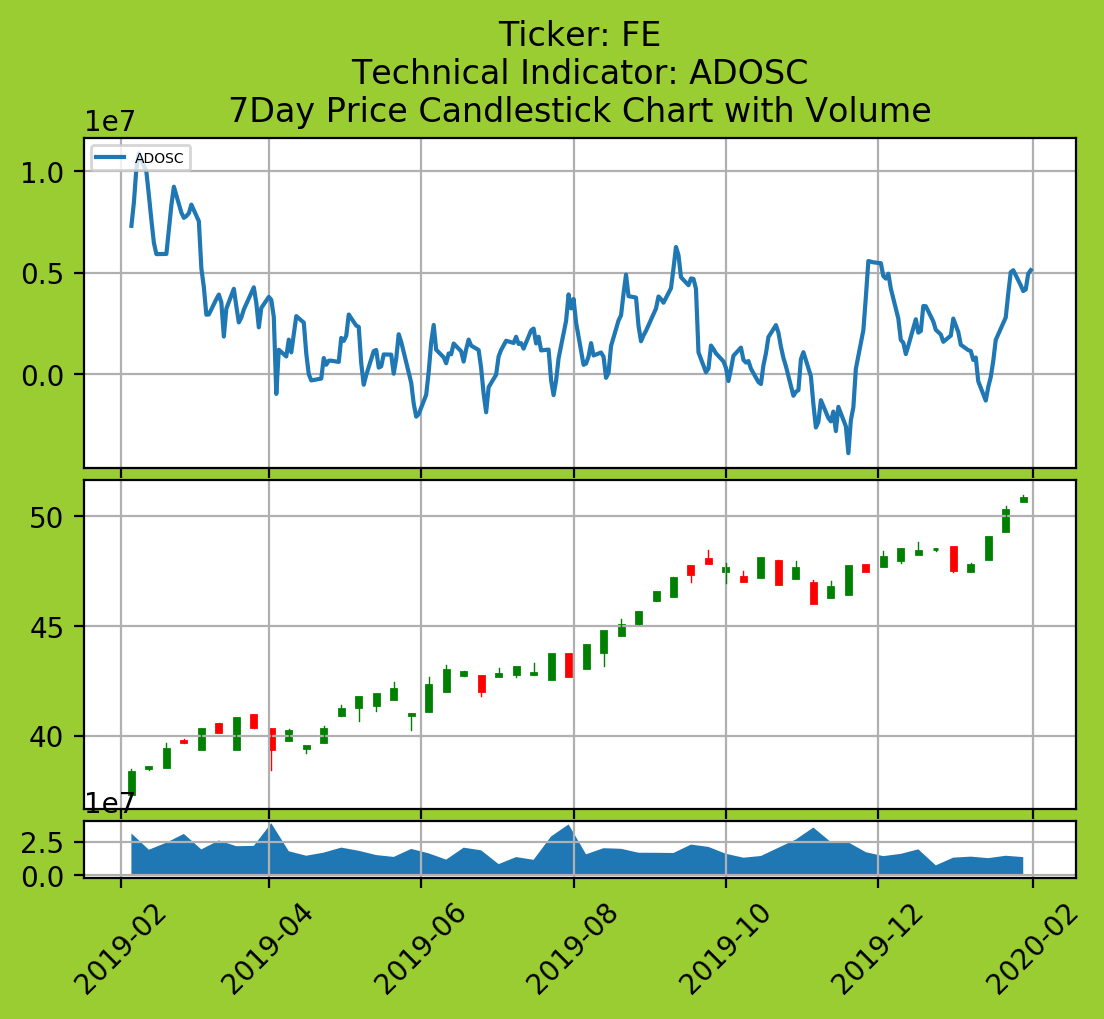 Ticker: FE
Technical Indicator: ADOSC
7Day Price Candlestick Chart with Volume
1e7
ADOSC
1.0
0.5
0.0
50
45
40
1e7
2.5
0.0
2019-02
2019-04
2019-06
2019-08
2019-10
2019-12
2020-02